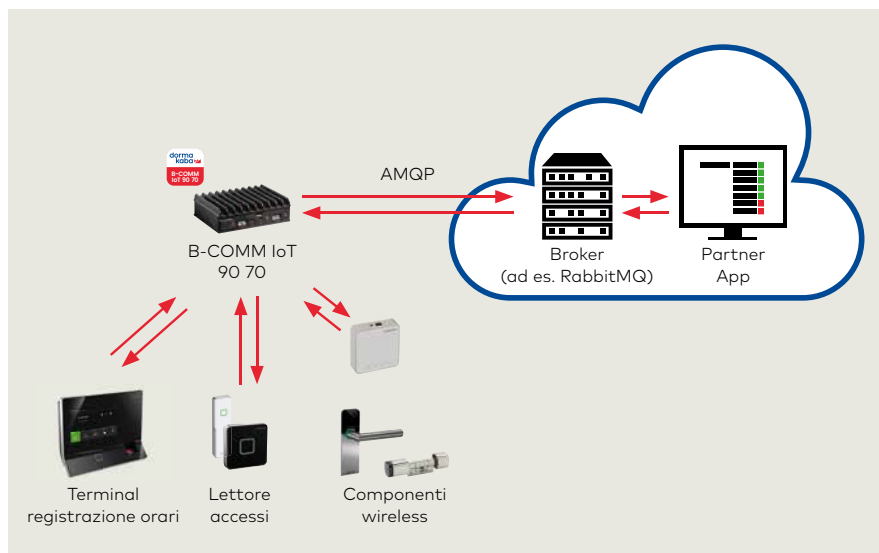 dorma
kaba
B-COMM
IoT 90 70
AMQP
B-COMM IoT
90 70
Broker
(ad es. RabbitMQ)
Partner
App
Terminal
registrazione orari
Lettore
accessi
Componenti
wireless